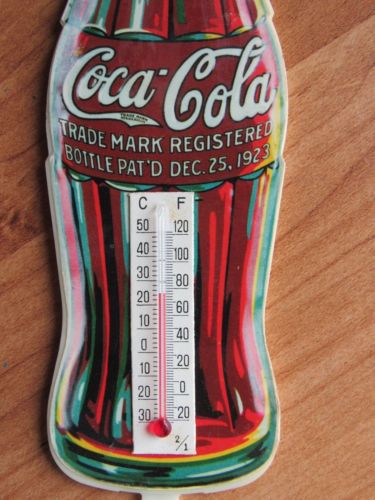 Coca-Cola
TRADE MARK REGISTERED
BOTTLE PAT'D DEC. 25, 1923
C F
50 120
40 100
30 80
20 60
10 40
0 20
10 0
20 20
30
2/1